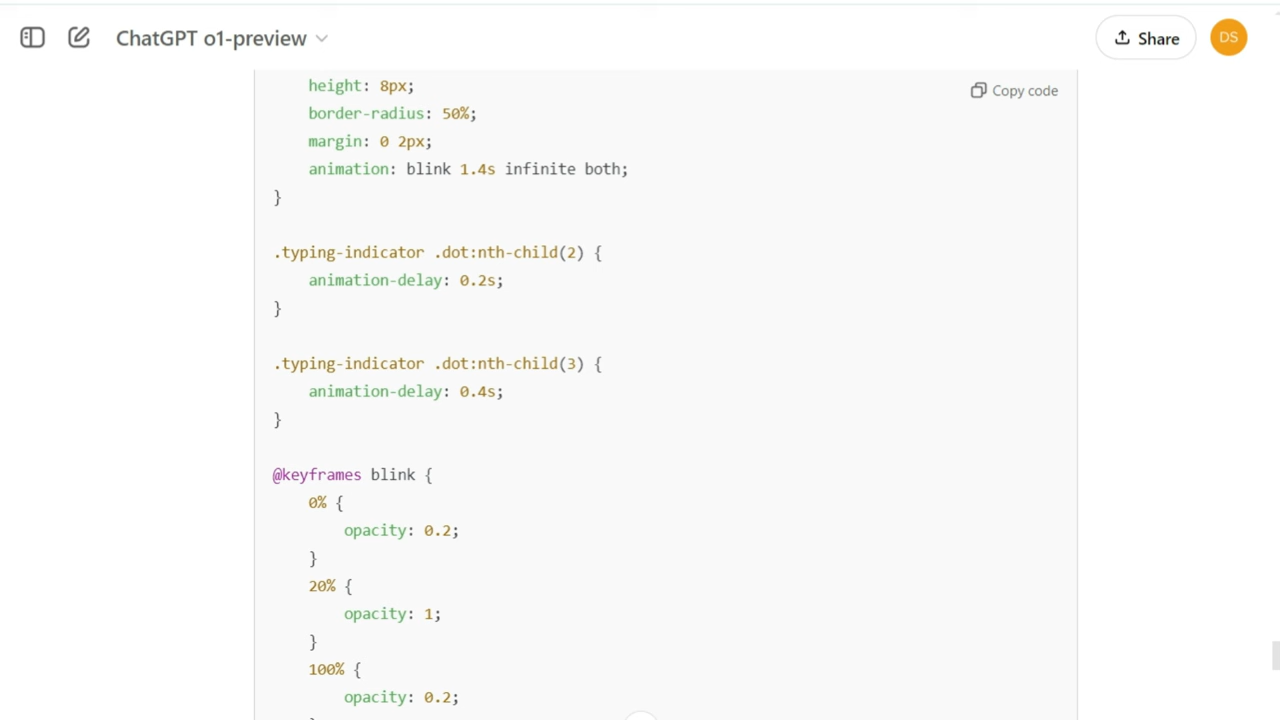 ChatGPT o1-preview
Share
DS
Copy code
height: 8px;
border-radius: 50%;
margin: 0 2px;
animation: blink 1.4s infinite both;
}
.typing-indicator .dot:nth-child(2) {
animation-delay: 0.2s;
}
.typing-indicator .dot:nth-child(3) {
animation-delay: 0.4s;
}
@keyframes blink {
0% {
opacity: 0.2;
}
20% {
opacity: 1;
}
100% {
opacity: 0.2;
}